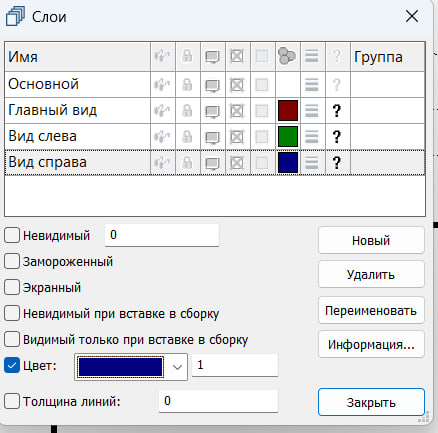 Слои
Имя ? Группа
Основной ?
Главный вид ?
Вид слева ?
Вид справа ?
Невидимый 0
Новый
Замороженный
Удалить
Экранный
Невидимый при вставке в сборку
Переименовать
Видимый только при вставке в сборку
Информация...
Цвет: 1
Толщина линий: 0
Закрыть